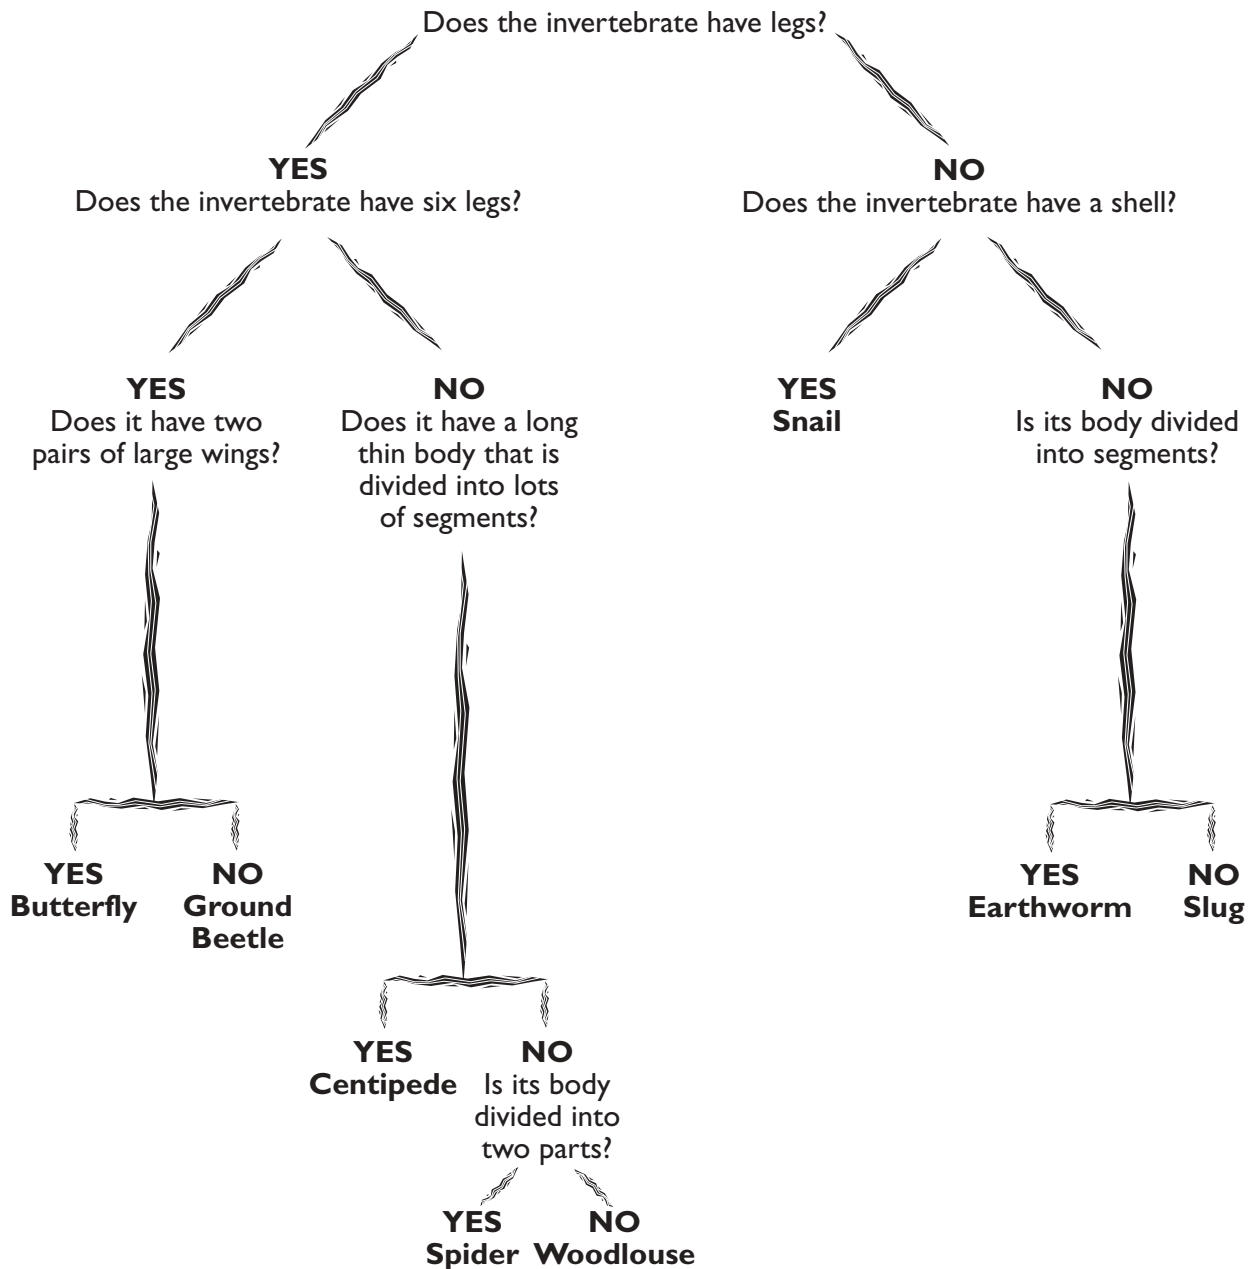 Does the invertebrate have legs?
YES
Does the invertebrate have six legs?
NO
Does the invertebrate have a shell?
YES
Does it have two
pairs of large wings?
NO
Does it have a long
thin body that is
divided into lots
of segments?
YES
Snail
NO
Is its body divided
into segments?
YES
Butterfly
NO
Ground
Beetle
YES
Earthworm
NO
Slug
YES
Centipede
NO
Is its body
divided into
two parts?
YES
Spider
NO
Woodlouse